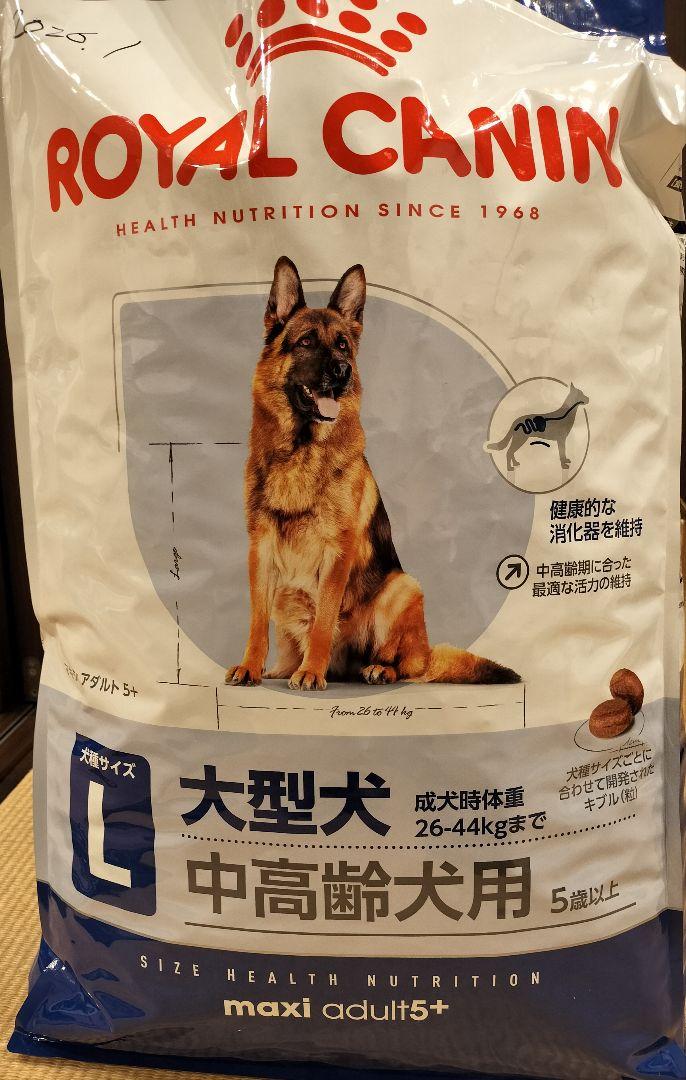 ROYAL CANIN
HEALTH NUTRITION SINCE 1968
健康的な
消化器を維持
中高齢期に合った
最適な活力の維持
Large
アダルト 5+
From 26 to 44 kg
犬種サイズ
L
大型犬
成犬時体重
26-44kgまで
犬種サイズごとに
合わせて開発された
キブル(粒)
中高齢犬用
5歳以上
SIZE HEALTH NUTRITION
maxi adult5+